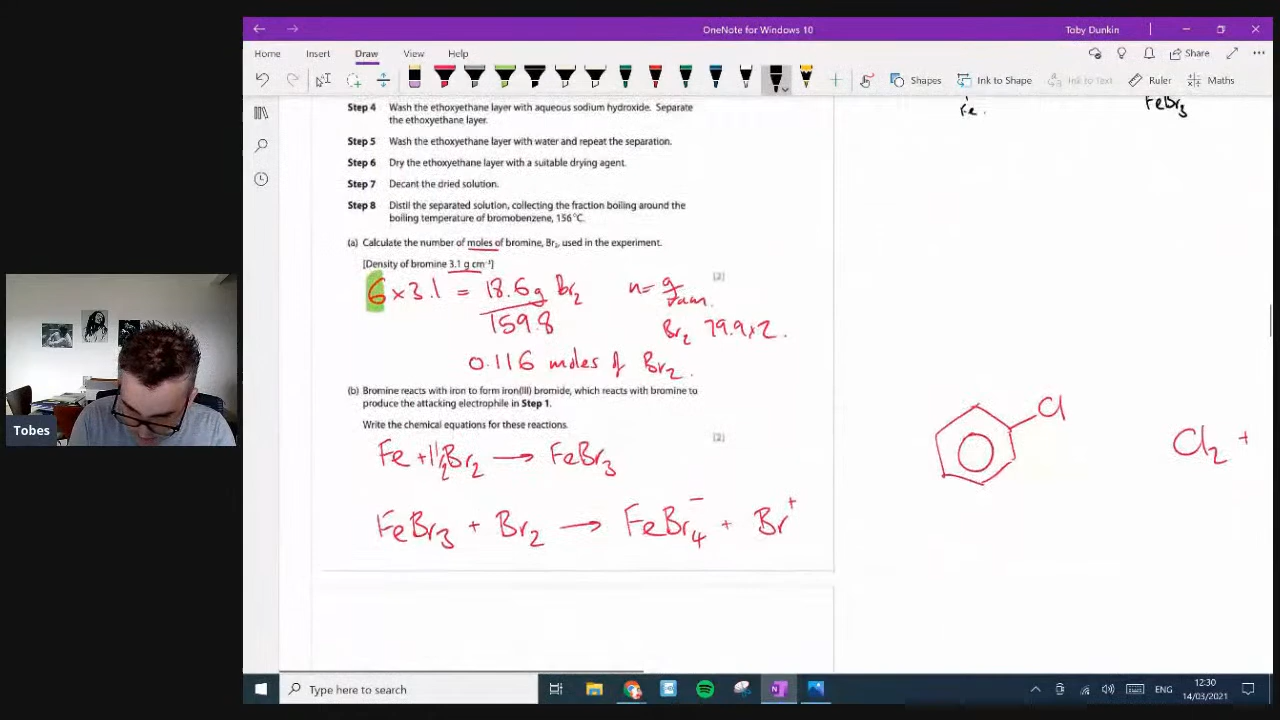 OneNote for Windows 10
Toby Dunkin
Home Insert Draw View Help
Share
Shapes
Ink to Shape
Ink to Text
Ruler
Maths
Fe
FeBr₃
Step 4 Wash the ethoxyethane layer with aqueous sodium hydroxide. Separate
the ethoxyethane layer.
Step 5 Wash the ethoxyethane layer with water and repeat the separation.
Step 6 Dry the ethoxyethane layer with a suitable drying agent.
Step 7 Decant the dried solution.
Step 8 Distil the separated solution, collecting the fraction boiling around the
boiling temperature of bromobenzene, 156°C.
(a) Calculate the number of moles of bromine, Br₂, used in the experiment.
[Density of bromine 3.1 g cm⁻³]
[2]
6 × 3.1 = 18.6g Br₂
159.8
n = g
Br₂ 79.9×2.
0.116 moles of Br₂.
(b) Bromine reacts with iron to form iron(III) bromide, which reacts with bromine to
produce the attacking electrophile in Step 1.
Write the chemical equations for these reactions.
[2]
Fe + 1½Br₂ → FeBr₃
FeBr₃ + Br₂ → FeBr₄⁻ + Br⁺
Cl
Cl₂ +
Tobes
Type here to search
ENG
12:30
14/03/2021